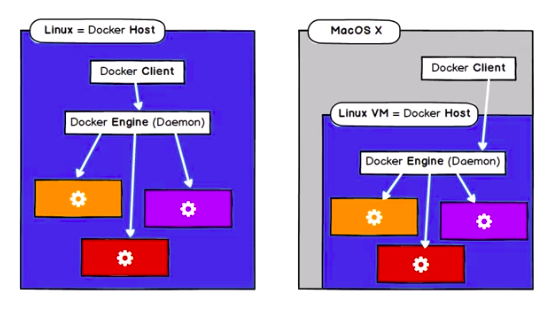 Linux = Docker Host
Docker Client
Docker Engine (Daemon)
MacOS X
Docker Client
Linux VM = Docker Host
Docker Engine (Daemon)